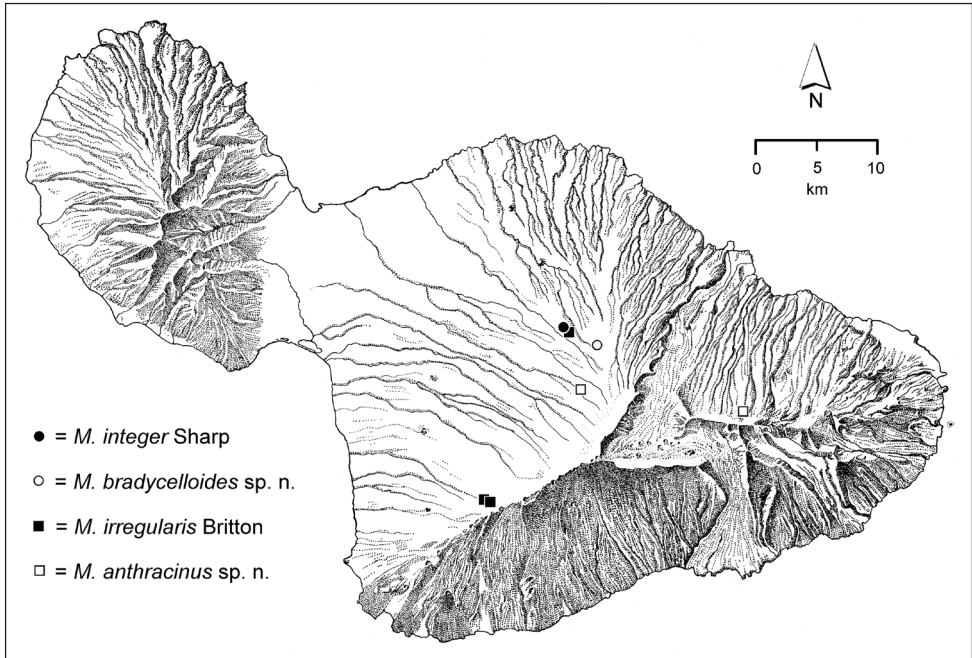 N
0 5 10
km
● = M. integer Sharp
○ = M. bradycelloides sp. n.
■ = M. irregularis Britton
□ = M. anthracinus sp. n.